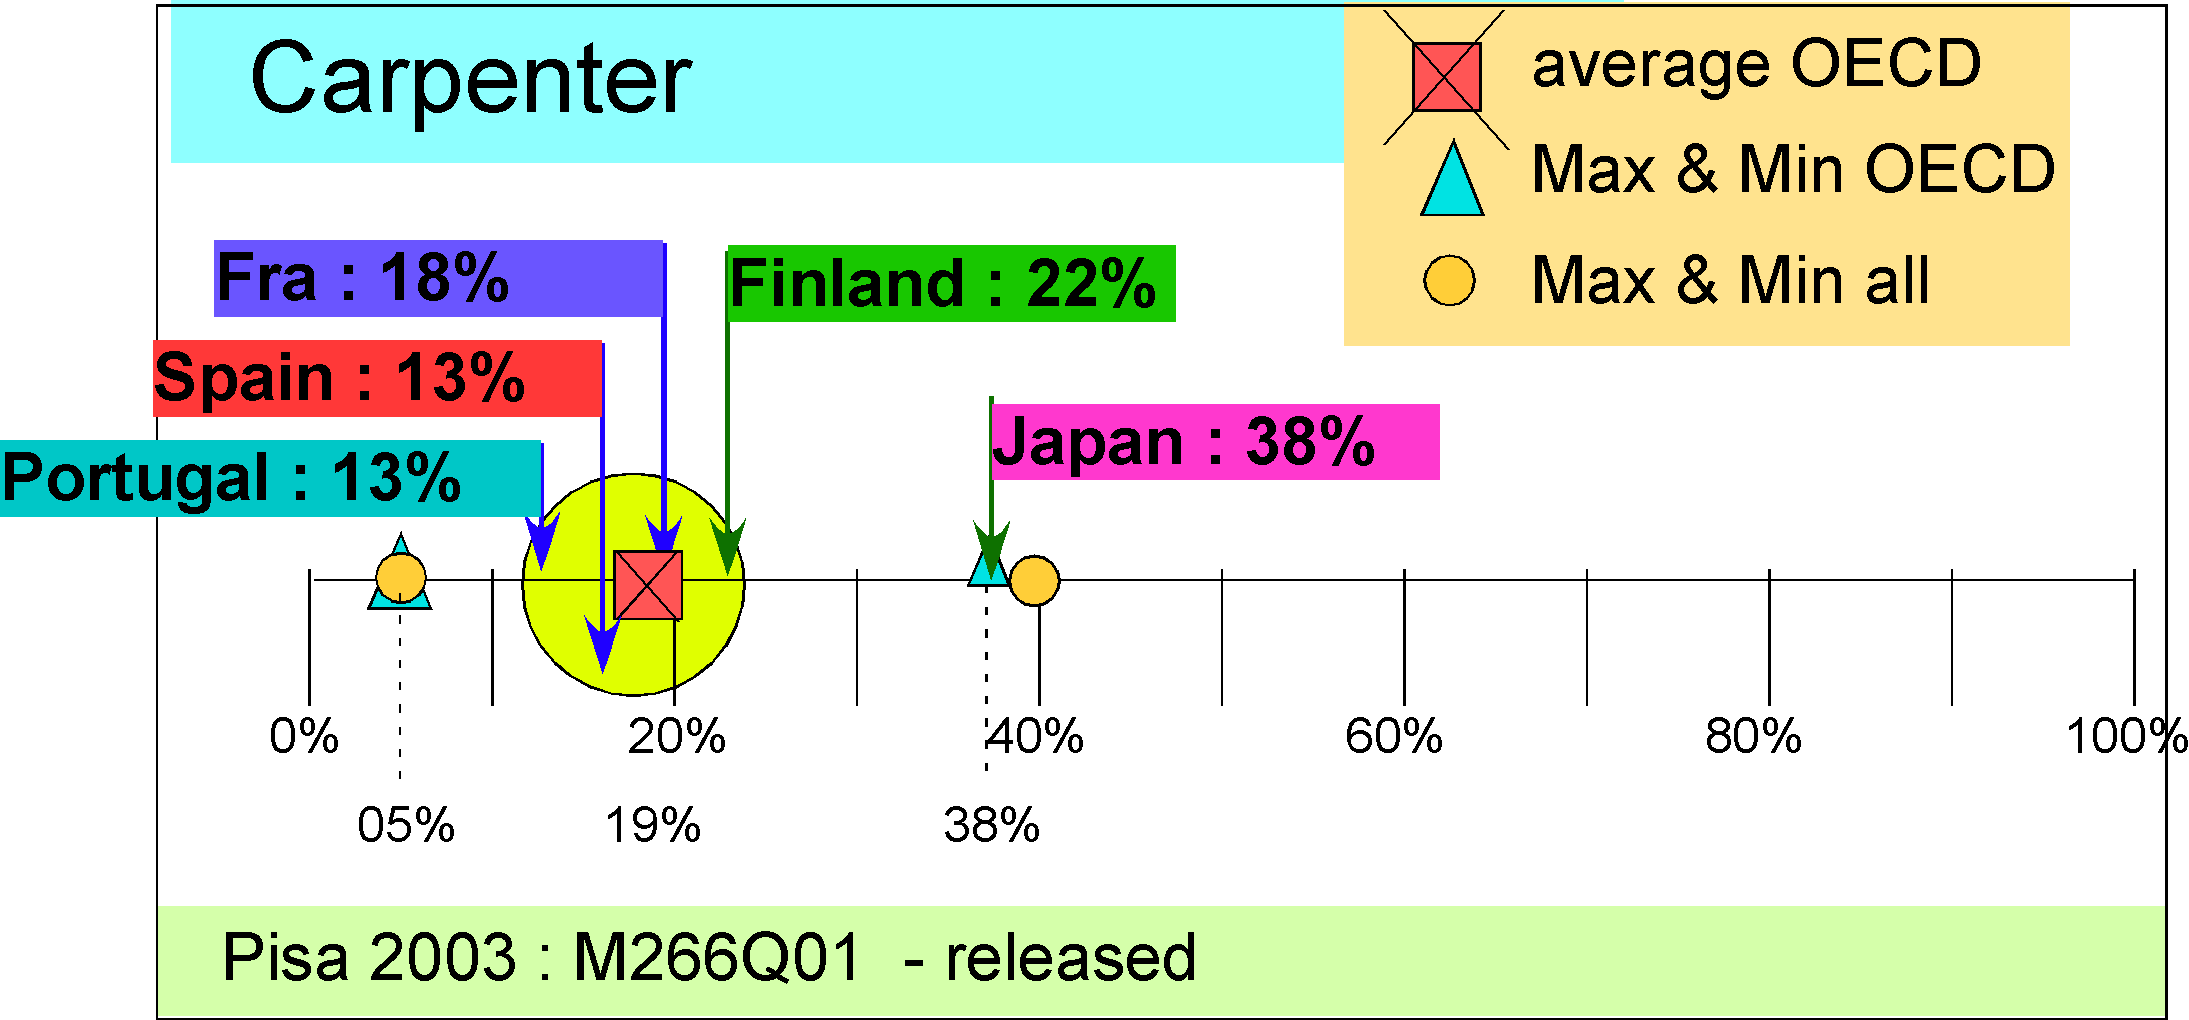 Carpenter
average OECD
Max & Min OECD
Max & Min all
Fra : 18%
Finland : 22%
Spain : 13%
Japan : 38%
Portugal : 13%
0% 20% 40% 60% 80% 100%
05% 19% 38%
Pisa 2003 : M266Q01 - released